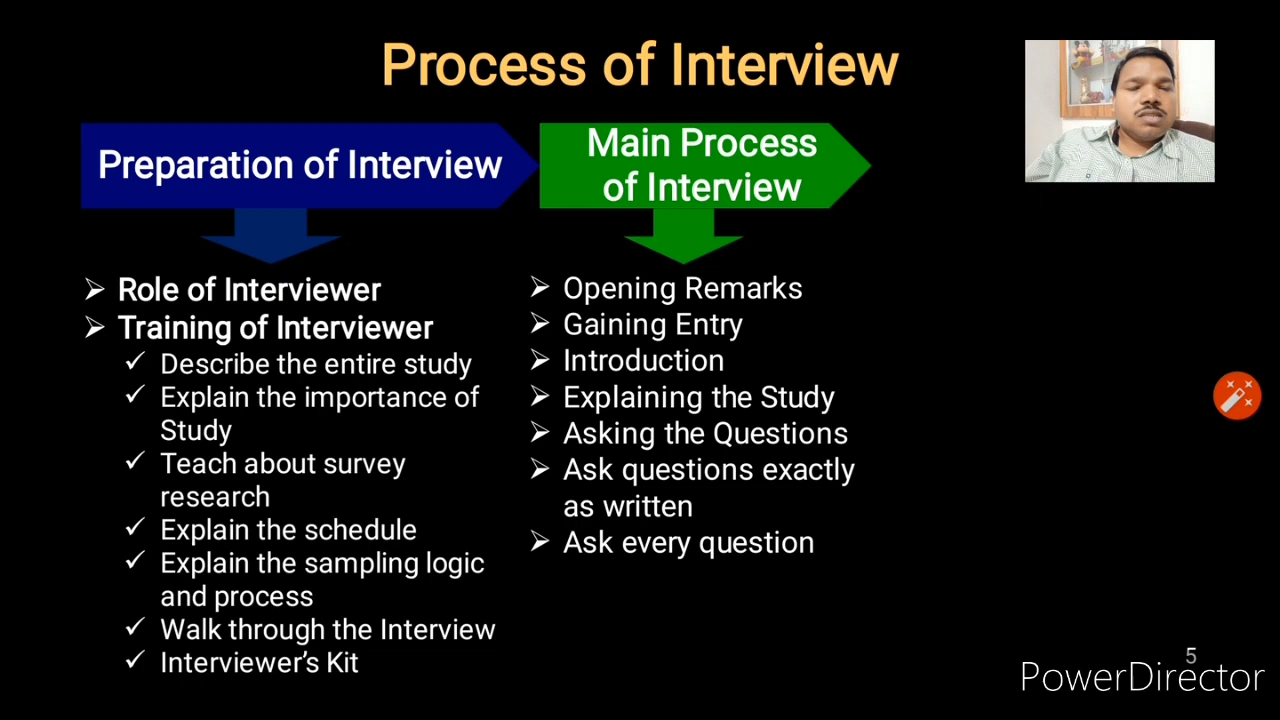 Process of Interview
Preparation of Interview
Main Process
of Interview
Role of Interviewer
Training of Interviewer
Describe the entire study
Explain the importance of
Study
Teach about survey
research
Explain the schedule
Explain the sampling logic
and process
Walk through the Interview
Interviewer’s Kit
Opening Remarks
Gaining Entry
Introduction
Explaining the Study
Asking the Questions
Ask questions exactly
as written
Ask every question
5
PowerDirector